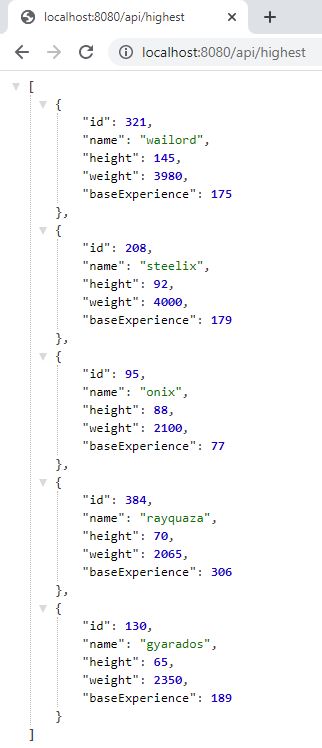 localhost:8080/api/highest
localhost:8080/api/highest
[
{
"id": 321,
"name": "wailord",
"height": 145,
"weight": 3980,
"baseExperience": 175
},
{
"id": 208,
"name": "steelix",
"height": 92,
"weight": 4000,
"baseExperience": 179
},
{
"id": 95,
"name": "onix",
"height": 88,
"weight": 2100,
"baseExperience": 77
},
{
"id": 384,
"name": "rayquaza",
"height": 70,
"weight": 2065,
"baseExperience": 306
},
{
"id": 130,
"name": "gyarados",
"height": 65,
"weight": 2350,
"baseExperience": 189
}
]